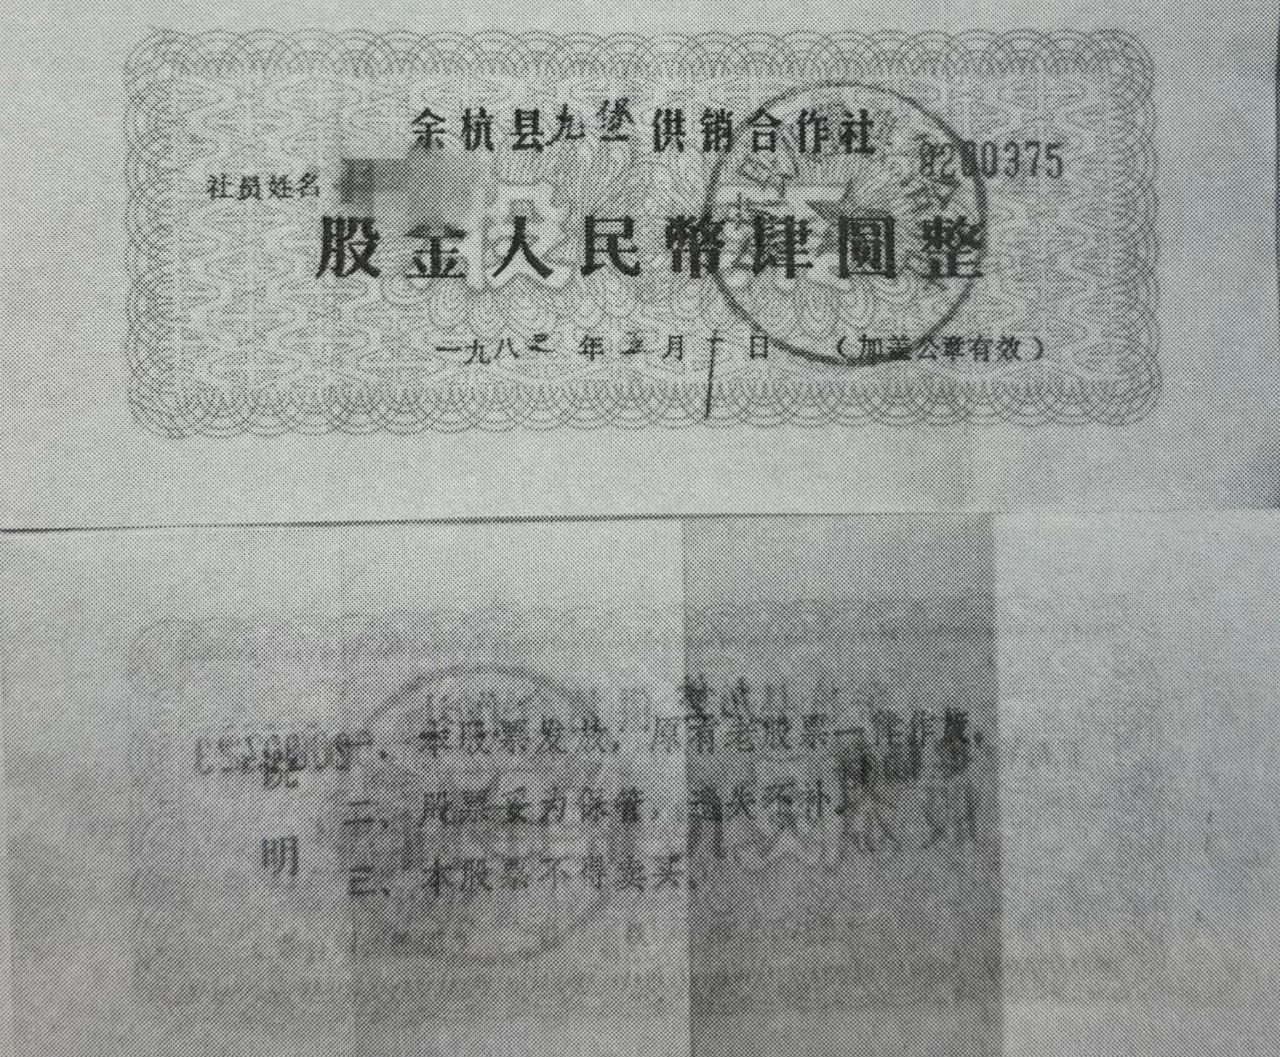 余杭县九堡供销合作社
0200375
社员姓名
股金人民幣肆圆整
一九八三年五月十日（加盖公章有效）
说明
一、本股票发放，原有老股票一律作废。
二、股票妥为保管，遗失不补。
三、本股票不得卖买。